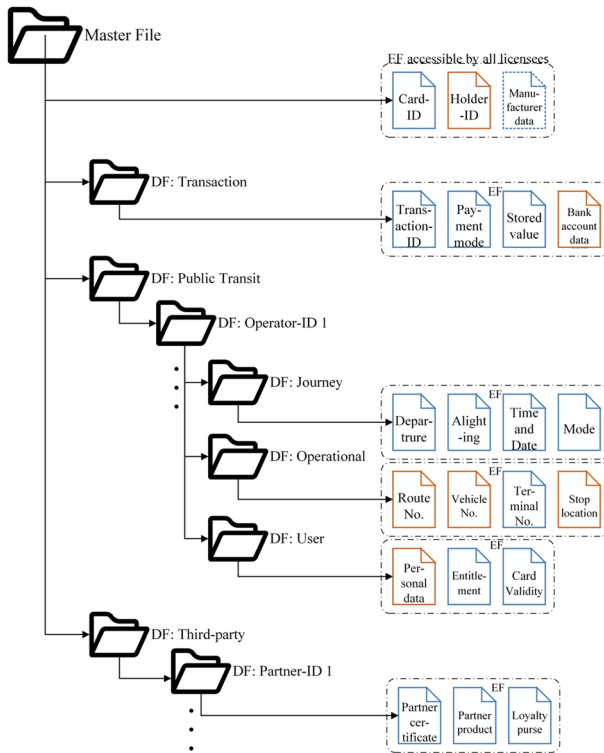 Master File
EF accessible by all licensees
Card-
ID
Holder
-ID
Manu-
facturer
data
DF: Transaction
EF
Trans-
action-
ID
Pay-
ment
mode
Stored
value
Bank
account
data
DF: Public Transit
DF: Operator-ID 1
DF: Journey
EF
Depar-
trure
Alight
-ing
Time
and
Date
Mode
DF: Operational
EF
Route
No.
Vehicle
No.
Ter-
minal
No.
Stop
location
DF: User
EF
Per-
sonal
data
Entitle-
ment
Card
Validity
DF: Third-party
DF: Partner-ID 1
EF
Partner
cer-
tificate
Partner
product
Loyalty
purse